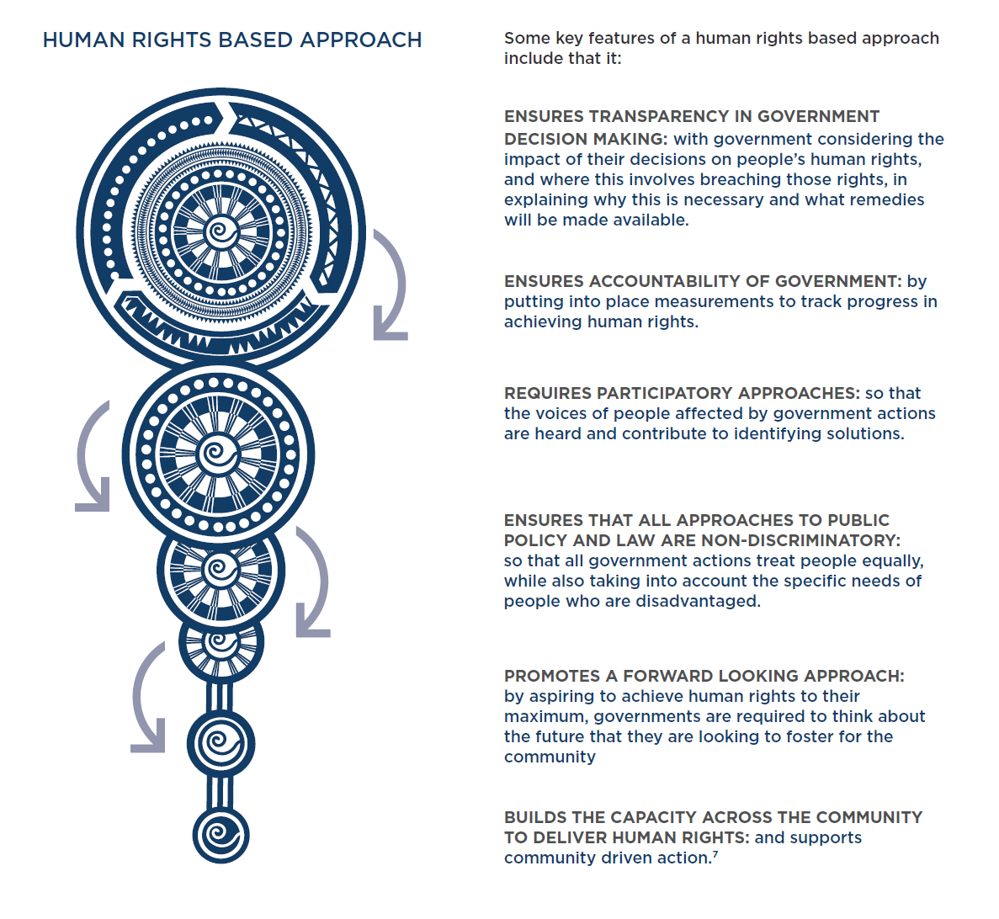 HUMAN RIGHTS BASED APPROACH
Some key features of a human rights based approach
include that it:
ENSURES TRANSPARENCY IN GOVERNMENT
DECISION MAKING: with government considering the
impact of their decisions on people’s human rights,
and where this involves breaching those rights, in
explaining why this is necessary and what remedies
will be made available.
ENSURES ACCOUNTABILITY OF GOVERNMENT: by
putting into place measurements to track progress in
achieving human rights.
REQUIRES PARTICIPATORY APPROACHES: so that
the voices of people affected by government actions
are heard and contribute to identifying solutions.
ENSURES THAT ALL APPROACHES TO PUBLIC
POLICY AND LAW ARE NON-DISCRIMINATORY:
so that all government actions treat people equally,
while also taking into account the specific needs of
people who are disadvantaged.
PROMOTES A FORWARD LOOKING APPROACH:
by aspiring to achieve human rights to their
maximum, governments are required to think about
the future that they are looking to foster for the
community
BUILDS THE CAPACITY ACROSS THE COMMUNITY
TO DELIVER HUMAN RIGHTS: and supports
community driven action.⁷